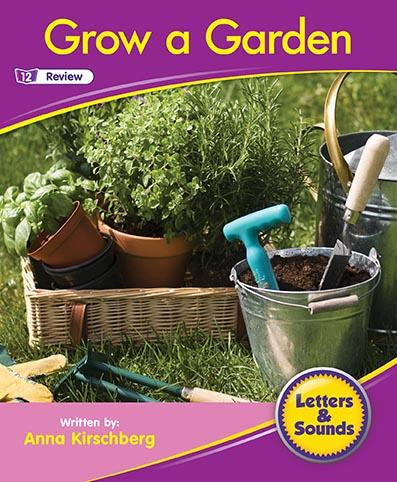 Grow a Garden
12 Review
Written by:
Anna Kirschberg
Letters
&
Sounds